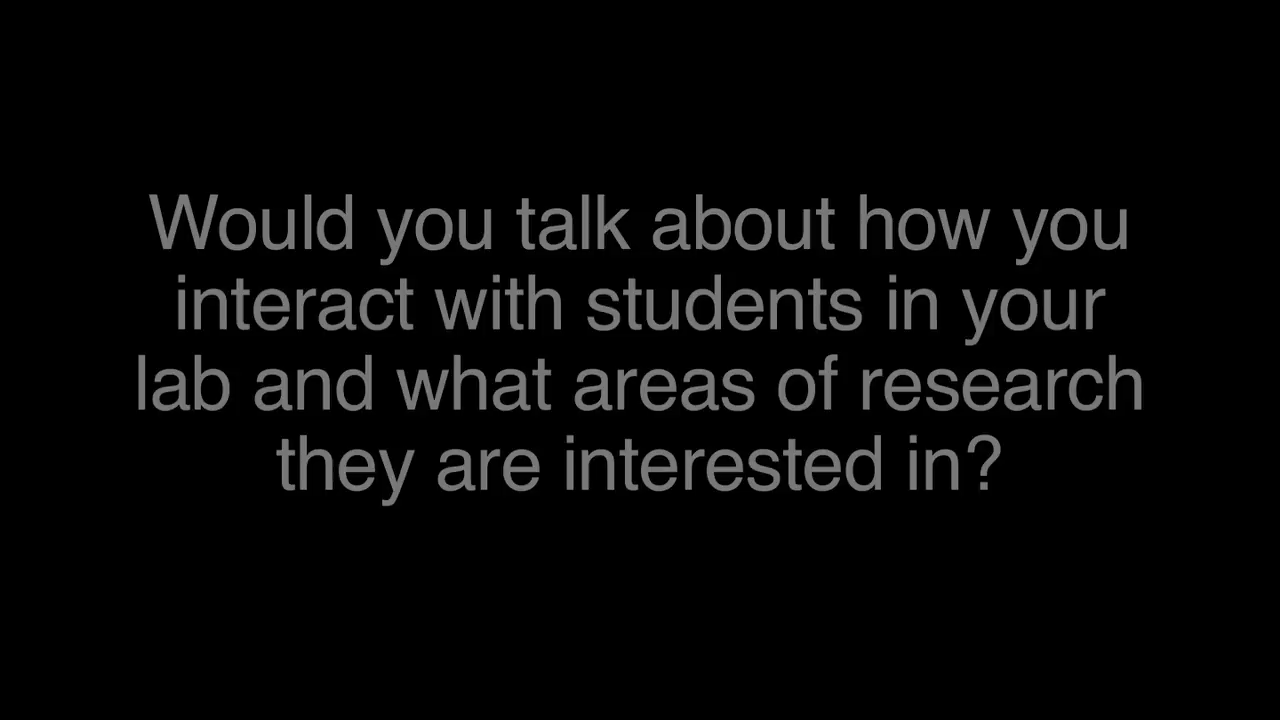 Would you talk about how you
interact with students in your
lab and what areas of research
they are interested in?